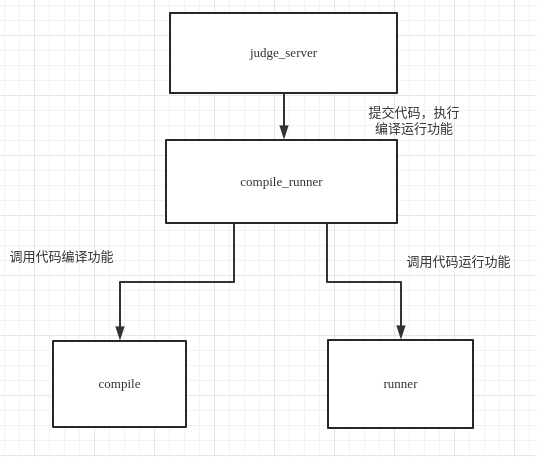 judge_server
提交代码，执行
编译运行功能
compile_runner
调用代码编译功能
调用代码运行功能
compile
runner